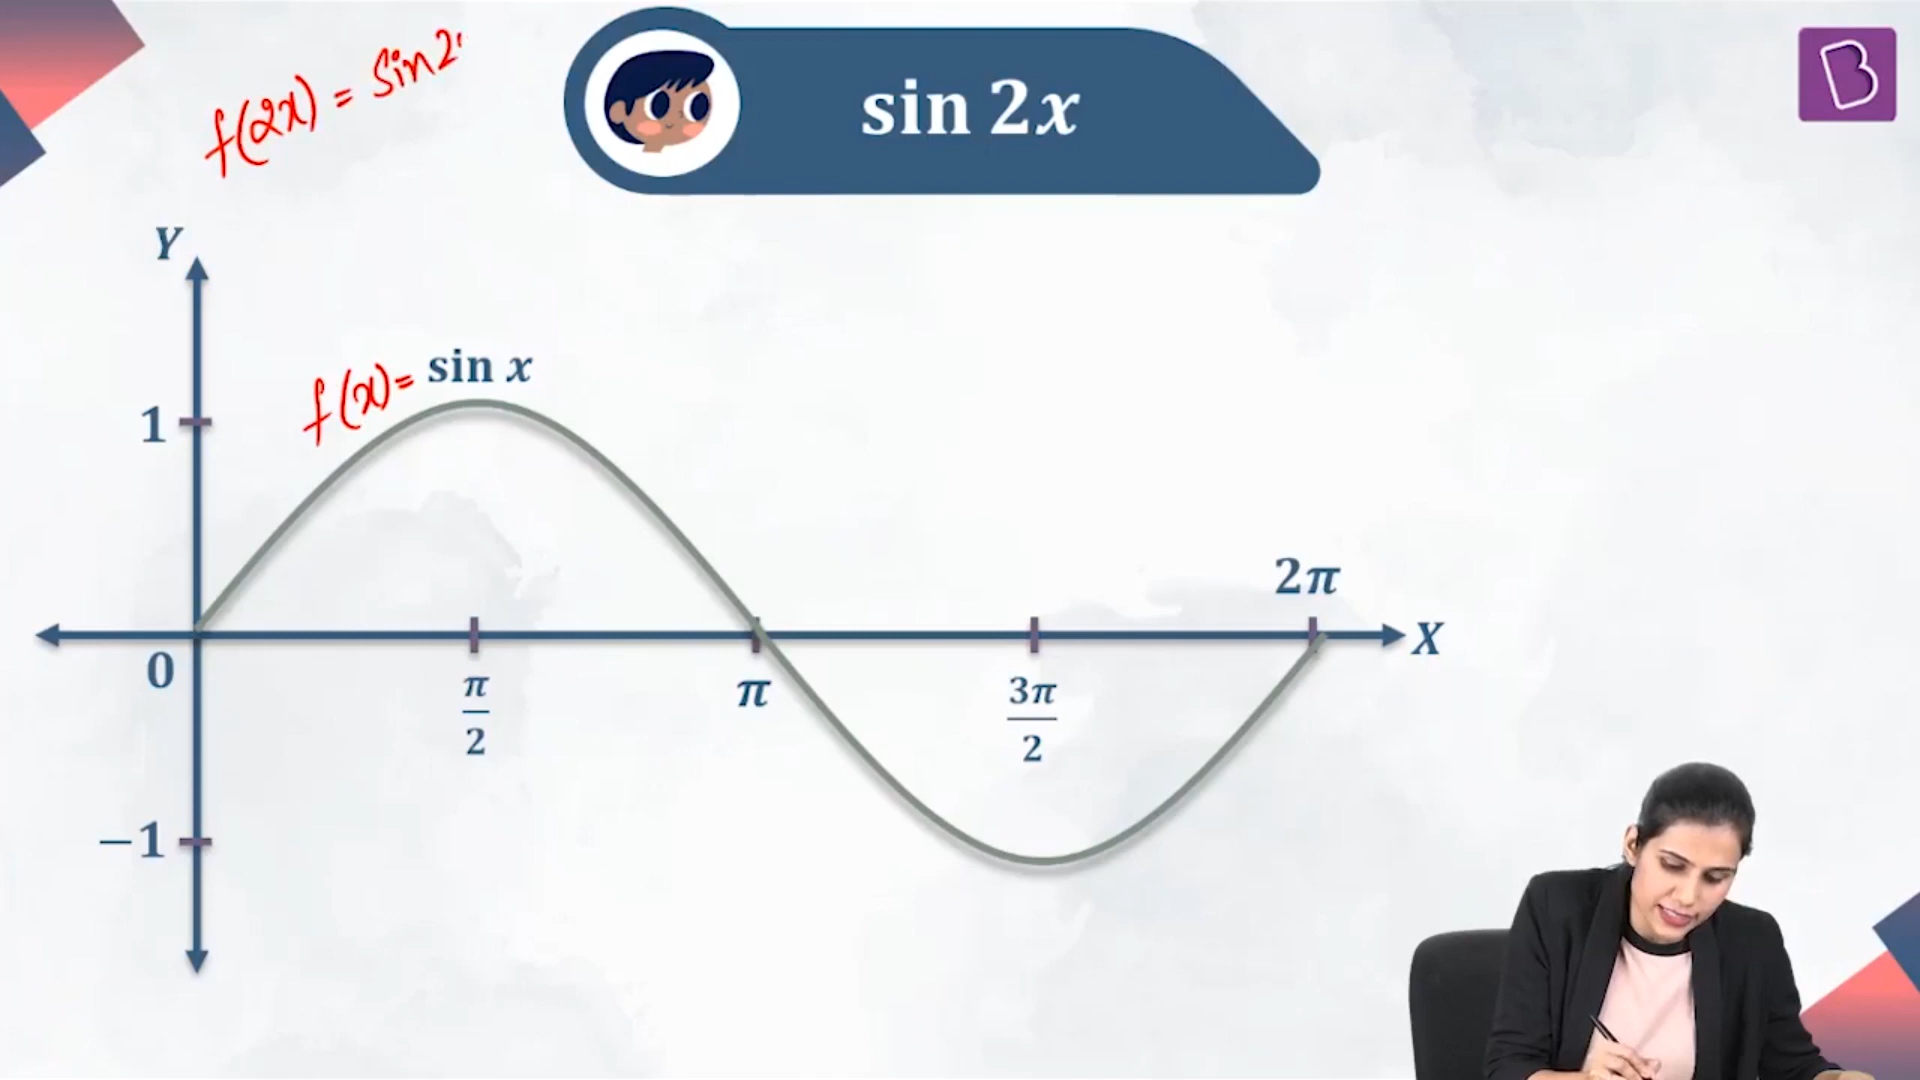 f(2x) = Sin2
sin 2x
Y
f(x)= sin x
1
2π
X
0
π/2
π
3π/2
−1
B